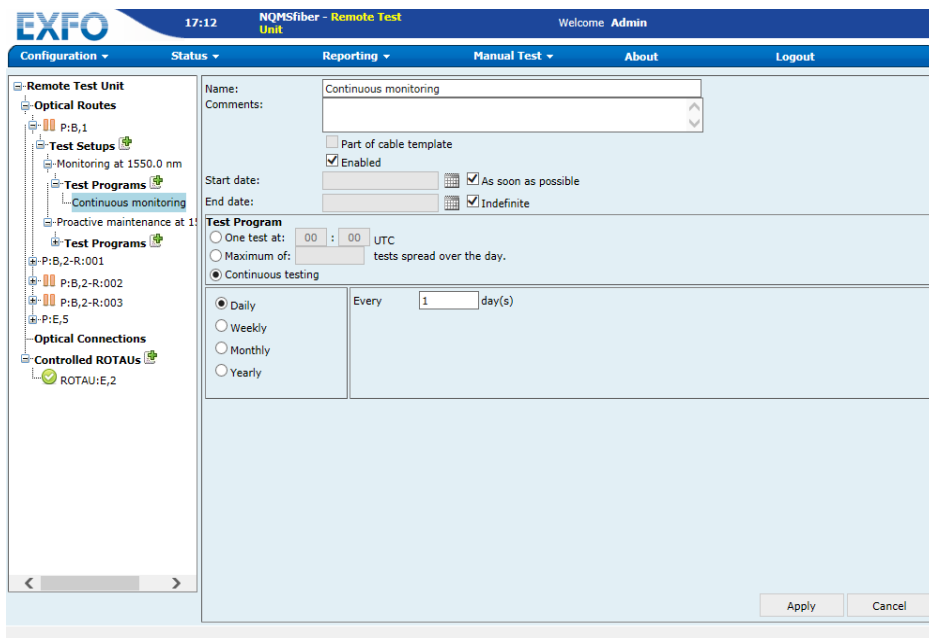 EXFO
17:12
NQMSfiber - Remote Test
Unit
Welcome Admin
Configuration
Status
Reporting
Manual Test
About
Logout
Remote Test Unit
Optical Routes
P:B,1
Test Setups
Monitoring at 1550.0 nm
Test Programs
Continuous monitoring
Proactive maintenance at 15
Test Programs
P:B,2-R:001
P:B,2-R:002
P:B,2-R:003
P:E,5
Optical Connections
Controlled ROTAUs
ROTAU:E,2
Name: Continuous monitoring
Comments:
Part of cable template
Enabled
Start date: As soon as possible
End date: Indefinite
Test Program
One test at: 00 : 00 UTC
Maximum of: tests spread over the day.
Continuous testing
Daily
Weekly
Monthly
Yearly
Every 1 day(s)
Apply Cancel